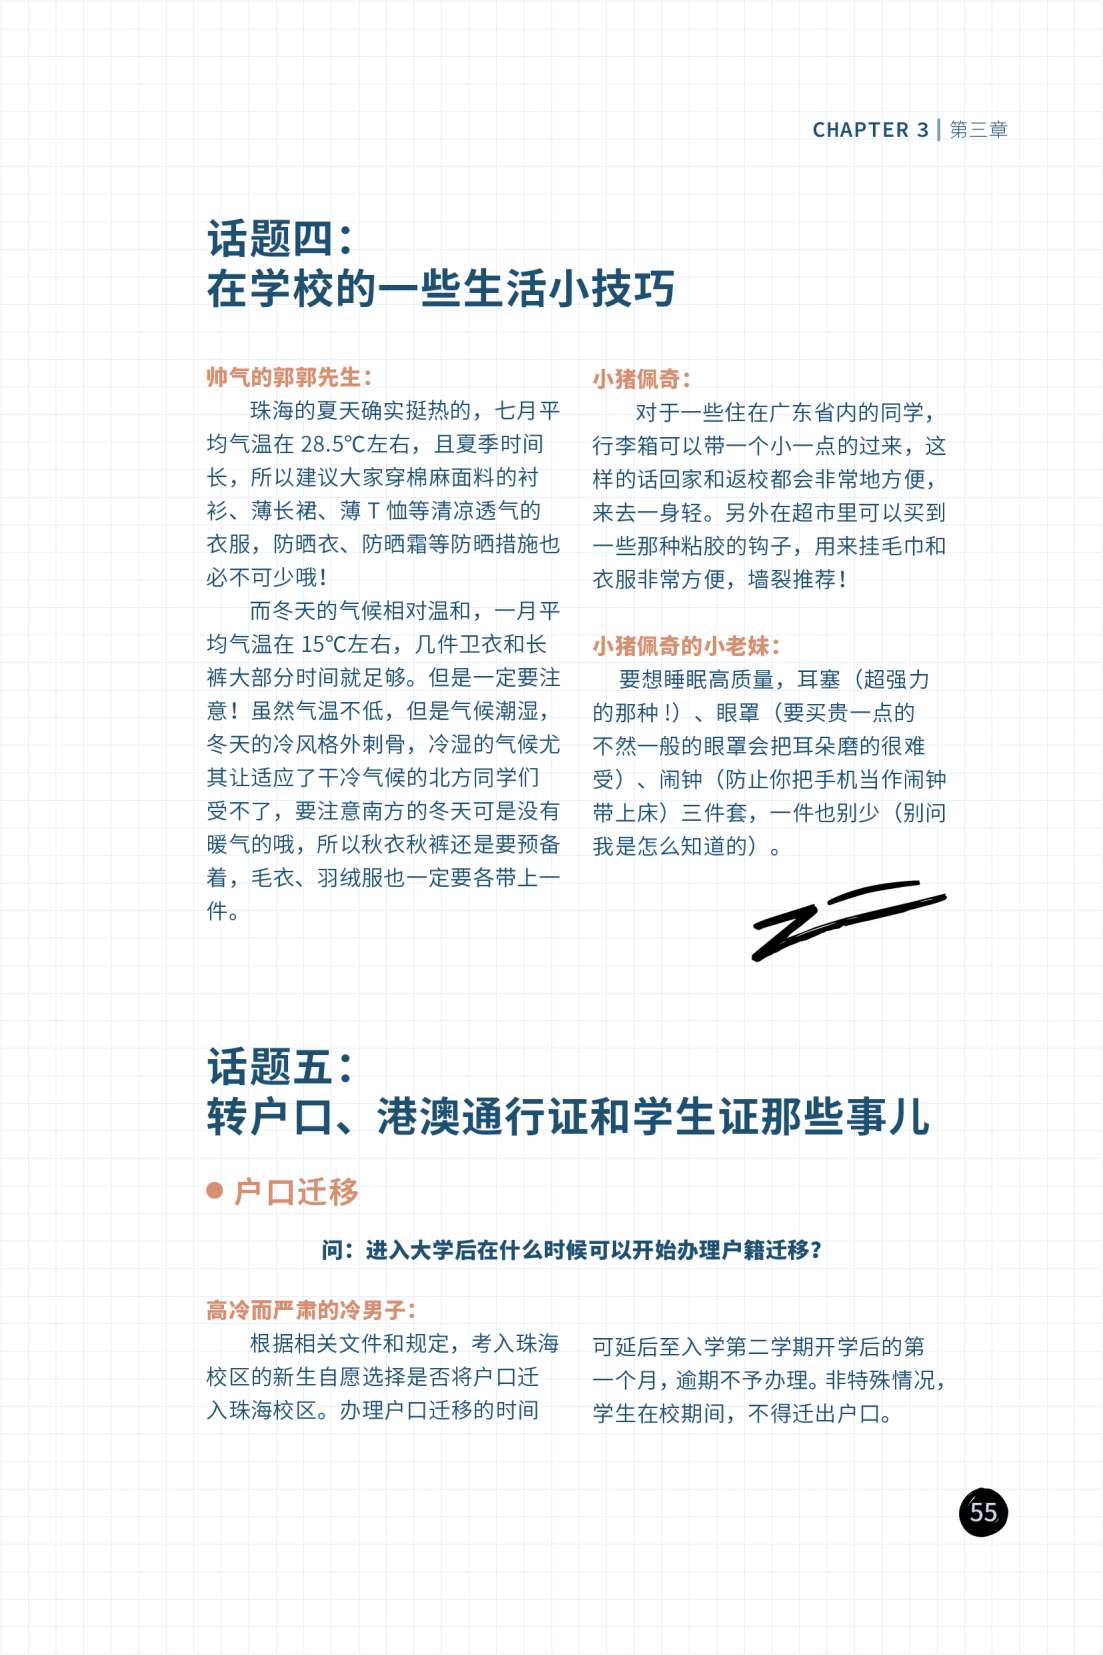 CHAPTER 3 | 第三章
话题四：
在学校的一些生活小技巧
帅气的郭郭先生：
珠海的夏天确实挺热的，七月平
均气温在 28.5℃左右，且夏季时间
长，所以建议大家穿棉麻面料的衬
衫、薄长裙、薄 T 恤等清凉透气的
衣服，防晒衣、防晒霜等防晒措施也
必不可少哦！
而冬天的气候相对温和，一月平
均气温在 15℃左右，几件卫衣和长
裤大部分时间就足够。但是一定要注
意！虽然气温不低，但是气候潮湿，
冬天的冷风格外刺骨，冷湿的气候尤
其让适应了干冷气候的北方同学们
受不了，要注意南方的冬天可是没有
暖气的哦，所以秋衣秋裤还是要预备
着，毛衣、羽绒服也一定要各带上一
件。
小猪佩奇：
对于一些住在广东省内的同学，
行李箱可以带一个小一点的过来，这
样的话回家和返校都会非常地方便，
来去一身轻。另外在超市里可以买到
一些那种粘胶的钩子，用来挂毛巾和
衣服非常方便，墙裂推荐！
小猪佩奇的小老妹：
要想睡眠高质量，耳塞（超强力
的那种 !）、眼罩（要买贵一点的
不然一般的眼罩会把耳朵磨的很难
受）、闹钟（防止你把手机当作闹钟
带上床）三件套，一件也别少（别问
我是怎么知道的）。
话题五：
转户口、港澳通行证和学生证那些事儿
户口迁移
问：进入大学后在什么时候可以开始办理户籍迁移？
高冷而严肃的冷男子：
根据相关文件和规定，考入珠海
校区的新生自愿选择是否将户口迁
入珠海校区。办理户口迁移的时间
可延后至入学第二学期开学后的第
一个月，逾期不予办理。非特殊情况，
学生在校期间，不得迁出户口。
55